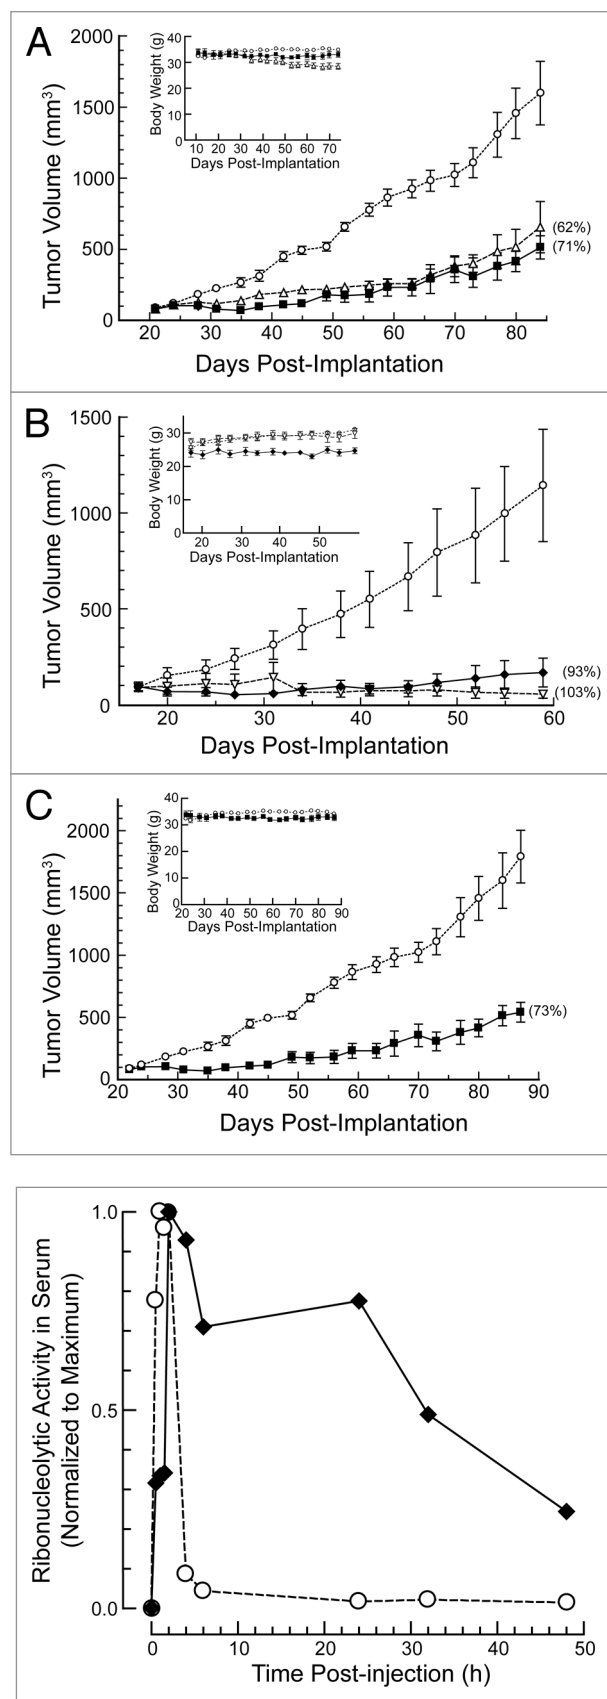 A
2000
1500
1000
500
0
Tumor Volume (mm³)
20 30 40 50 60 70 80
Days Post-Implantation
(62%)
(71%)
40
30
20
10
0
Body Weight (g)
10 20 30 40 50 60 70
Days Post-Implantation
B
1500
1000
500
0
Tumor Volume (mm³)
20 30 40 50 60
Days Post-Implantation
(93%)
(103%)
30
20
10
0
Body Weight (g)
20 30 40 50
Days Post-Implantation
C
2000
1500
1000
500
0
Tumor Volume (mm³)
20 30 40 50 60 70 80 90
Days Post-Implantation
(73%)
40
30
20
10
0
Body Weight (g)
20 30 40 50 60 70 80 90
Days Post-Implantation
1.0
0.5
0.0
Ribonucleolytic Activity in Serum
(Normalized to Maximum)
0 10 20 30 40 50
Time Post-injection (h)